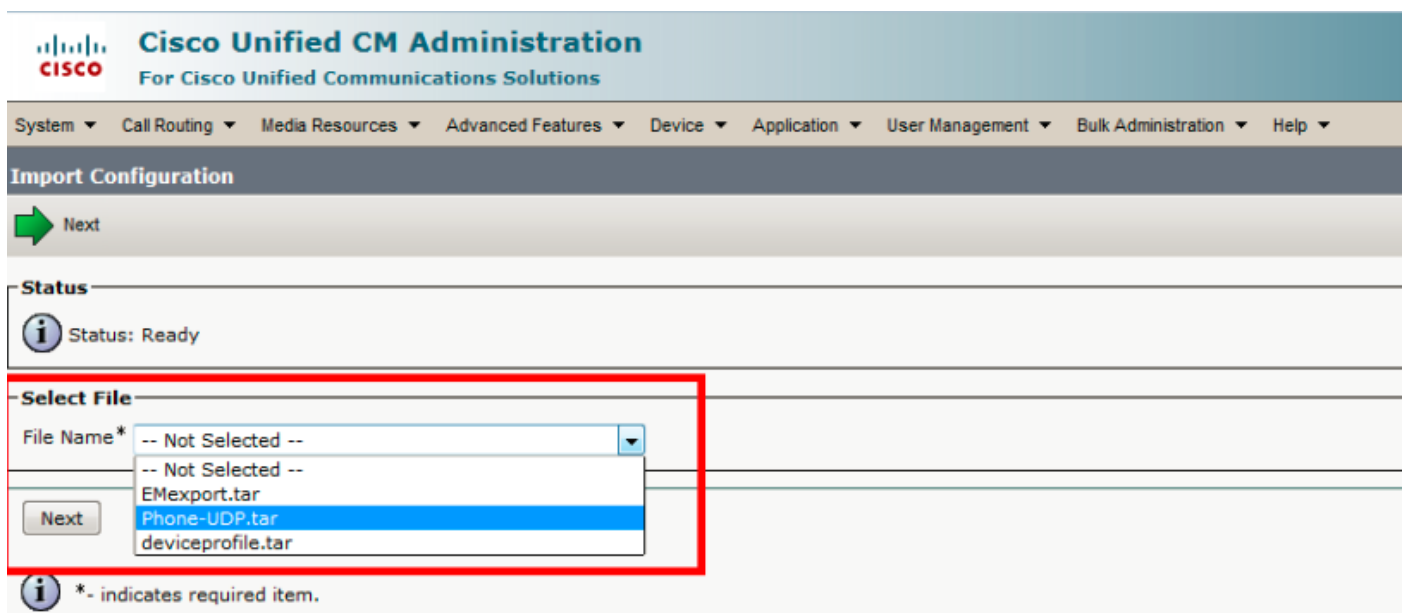 CISCO
Cisco Unified CM Administration
For Cisco Unified Communications Solutions
System Call Routing Media Resources Advanced Features Device Application User Management Bulk Administration Help
Import Configuration
Next
Status
Status: Ready
Select File
File Name* -- Not Selected --
-- Not Selected --
EMexport.tar
Phone-UDP.tar
deviceprofile.tar
Next
*- indicates required item.